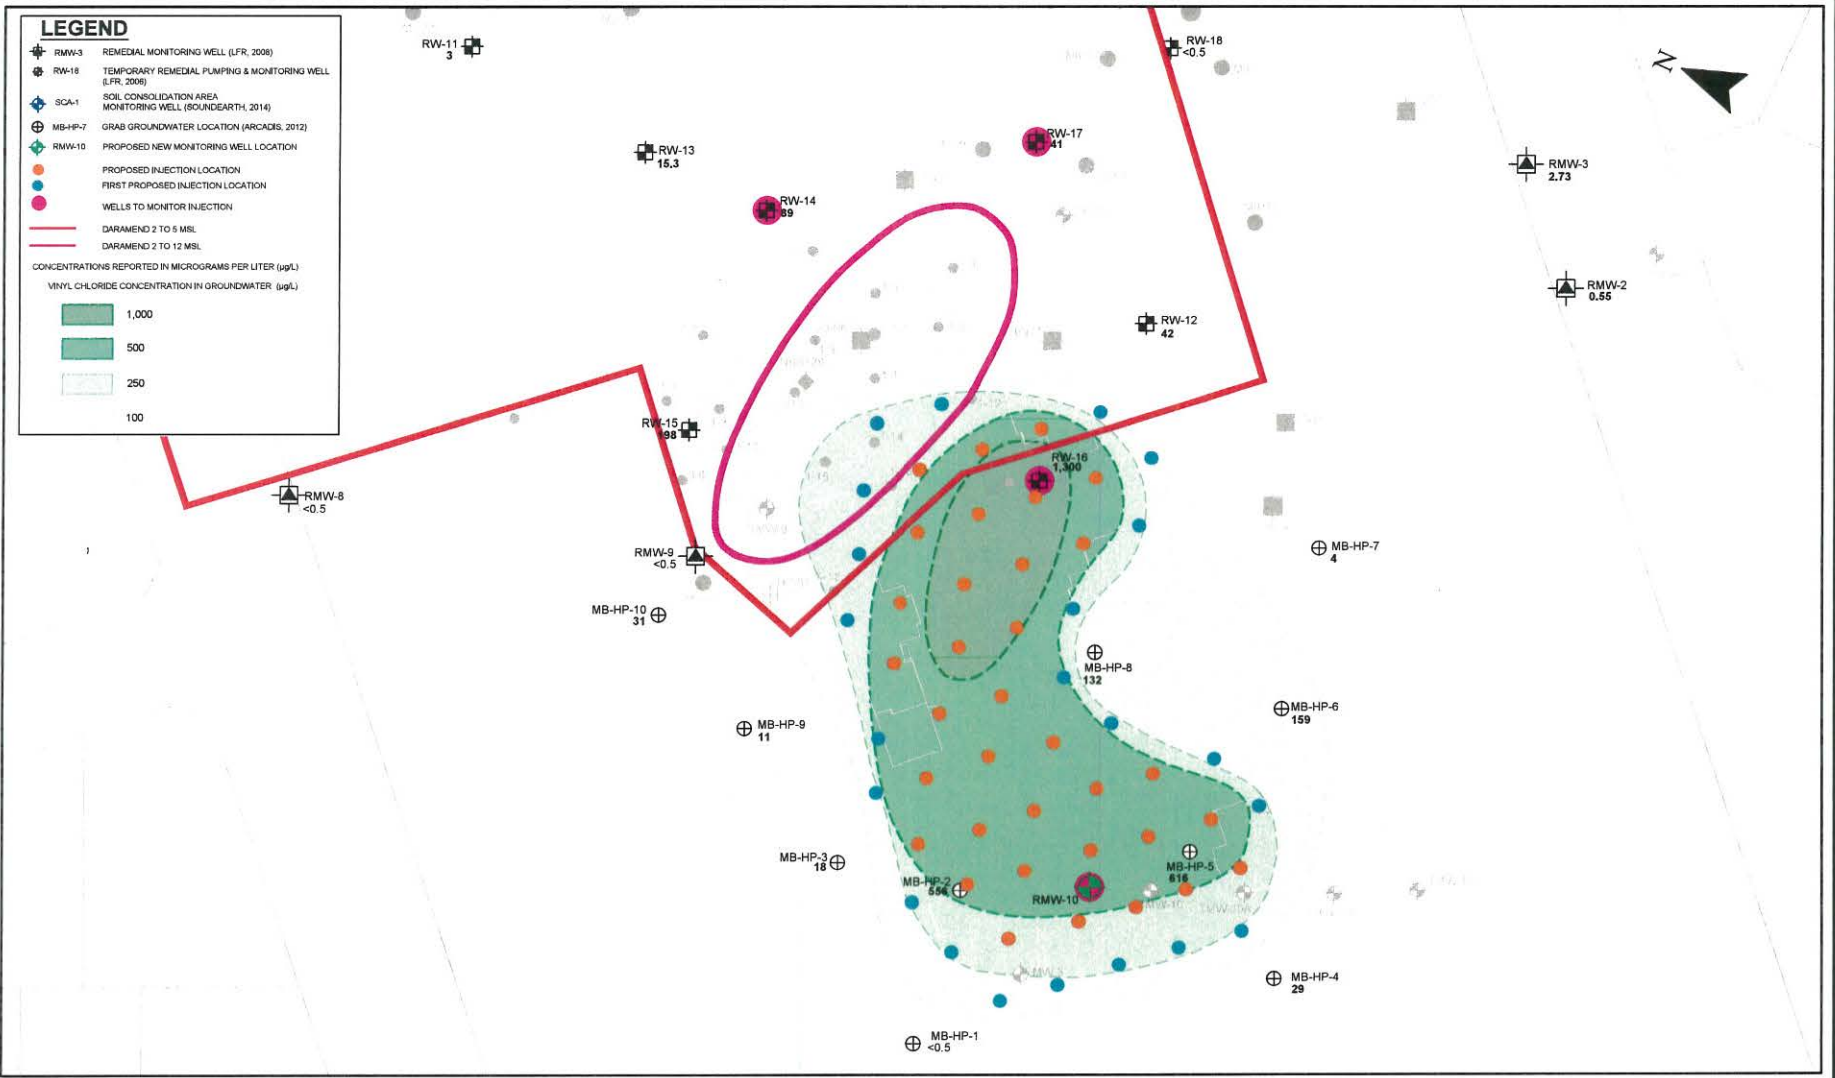 LEGEND
RMW-3 REMEDIAL MONITORING WELL (LFR, 2008)
RW-16 TEMPORARY REMEDIAL PUMPING & MONITORING WELL
(LFR, 2006)
SCA-1 SOIL CONSOLIDATION AREA
MONITORING WELL (SOUNDEARTH, 2014)
MB-HP-7 GRAB GROUNDWATER LOCATION (ARCADIS, 2012)
RMW-10 PROPOSED NEW MONITORING WELL LOCATION
PROPOSED INJECTION LOCATION
FIRST PROPOSED INJECTION LOCATION
WELLS TO MONITOR INJECTION
DARAMEND 2 TO 5 MSL
DARAMEND 2 TO 12 MSL
CONCENTRATIONS REPORTED IN MICROGRAMS PER LITER (µg/L)
VINYL CHLORIDE CONCENTRATION IN GROUNDWATER (µg/L)
1,000
500
250
100
N
RW-11
3
RW-18
<0.5
RW-13
15.3
RW-17
41
RMW-3
2.73
RW-14
89
RMW-2
0.55
RW-12
42
RW-15
198
RW-16
1,300
RMW-8
<0.5
RMW-9
<0.5
MB-HP-7
4
MB-HP-10
31
MB-HP-8
132
MB-HP-6
159
MB-HP-9
11
MB-HP-3
18
MB-HP-2
556
MB-HP-5
616
RMW-10
MB-HP-4
29
MB-HP-1
<0.5